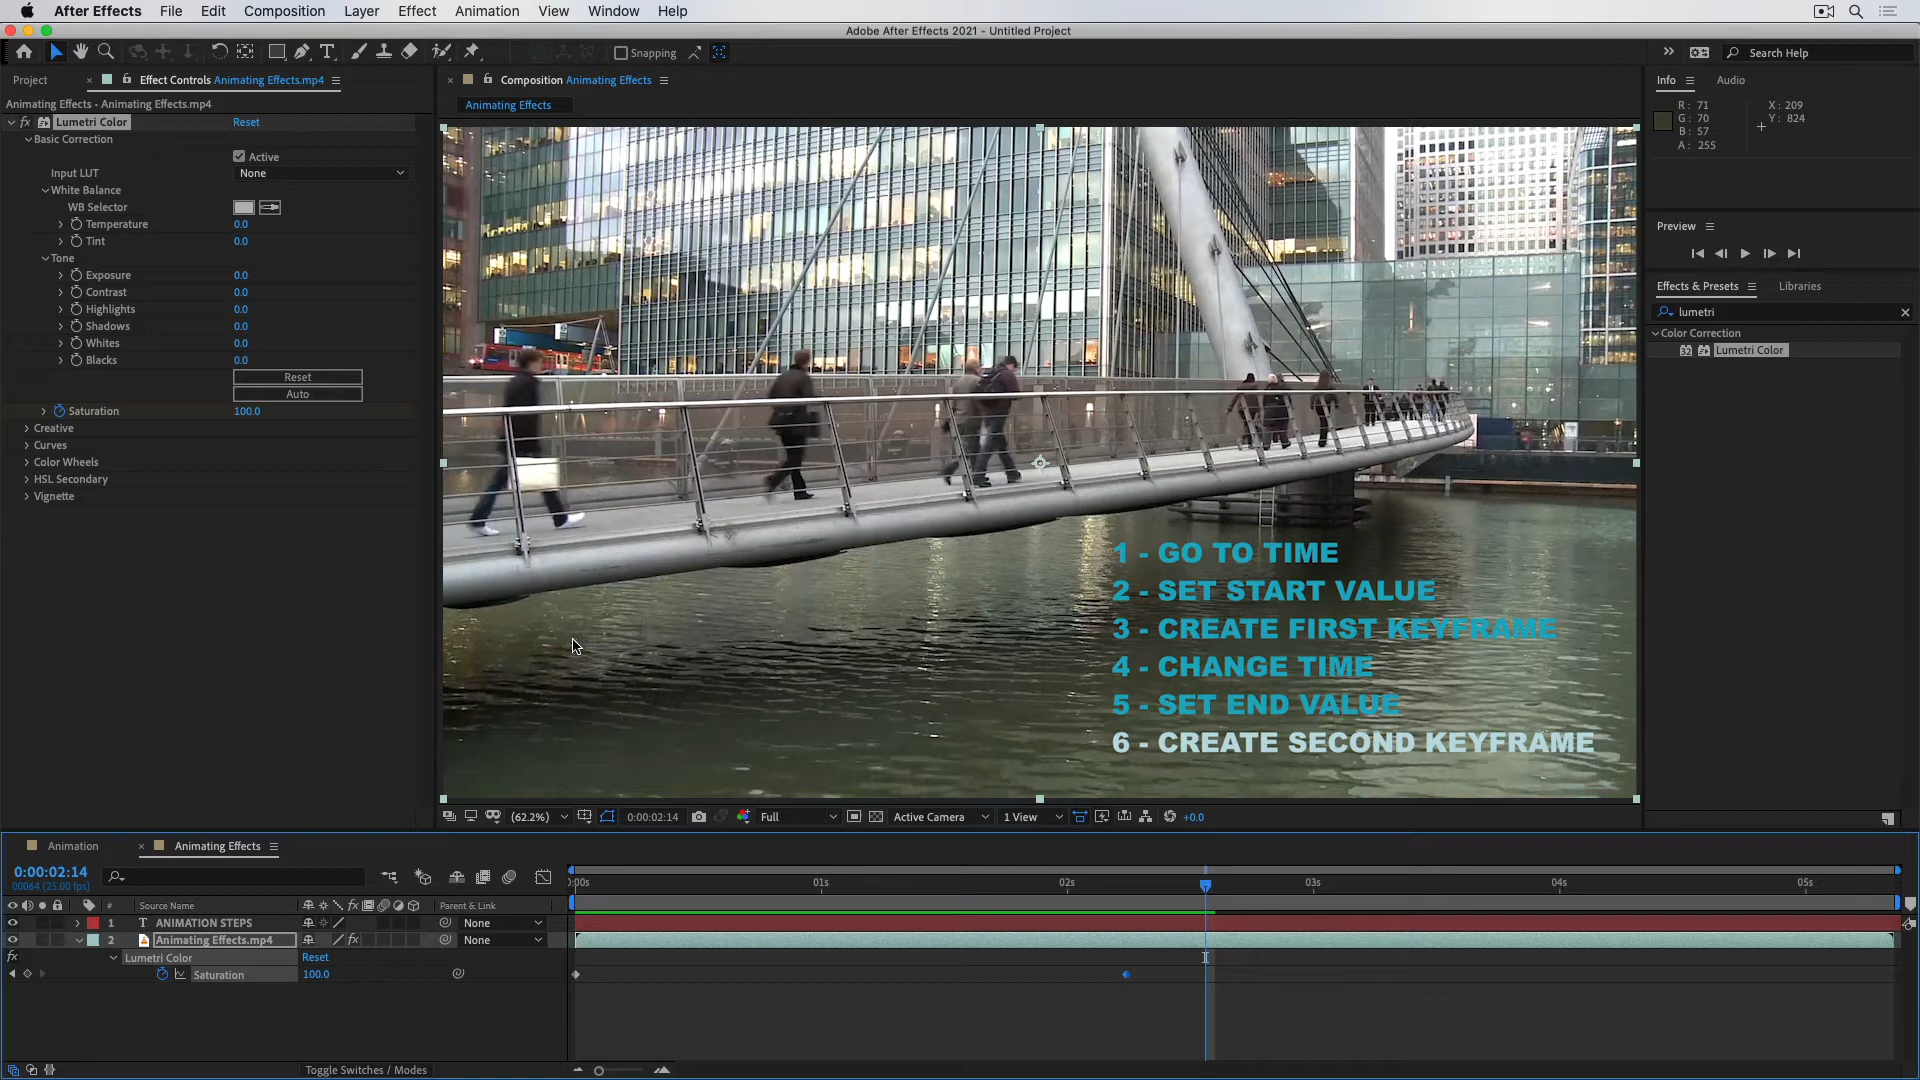 After Effects File Edit Composition Layer Effect Animation View Window Help
Adobe After Effects 2021 - Untitled Project
Snapping
Search Help
Project
Effect Controls Animating Effects.mp4
Animating Effects • Animating Effects.mp4
fx Lumetri Color Reset
Basic Correction
Active
Input LUT None
White Balance
WB Selector
Temperature 0.0
Tint 0.0
Tone
Exposure 0.0
Contrast 0.0
Highlights 0.0
Shadows 0.0
Whites 0.0
Blacks 0.0
Reset
Auto
Saturation 100.0
Creative
Curves
Color Wheels
HSL Secondary
Vignette
Composition Animating Effects
Animating Effects
1 - GO TO TIME
2 - SET START VALUE
3 - CREATE FIRST KEYFRAME
4 - CHANGE TIME
5 - SET END VALUE
6 - CREATE SECOND KEYFRAME
(62.2%) 0:00:02:14 Full Active Camera 1 View +0.0
Info Audio
R: 71 X: 209
G: 70 Y: 824
B: 57
A: 255
Preview
Effects & Presets Libraries
lumetri
Color Correction
32 Lumetri Color
Animation Animating Effects
0:00:02:14
00064 (25.00 fps)
:00s 01s 02s 03s 04s 05s
# Source Name fx Parent & Link
1 T ANIMATION STEPS None
2 Animating Effects.mp4 fx None
fx Lumetri Color Reset
Saturation 100.0
Toggle Switches / Modes